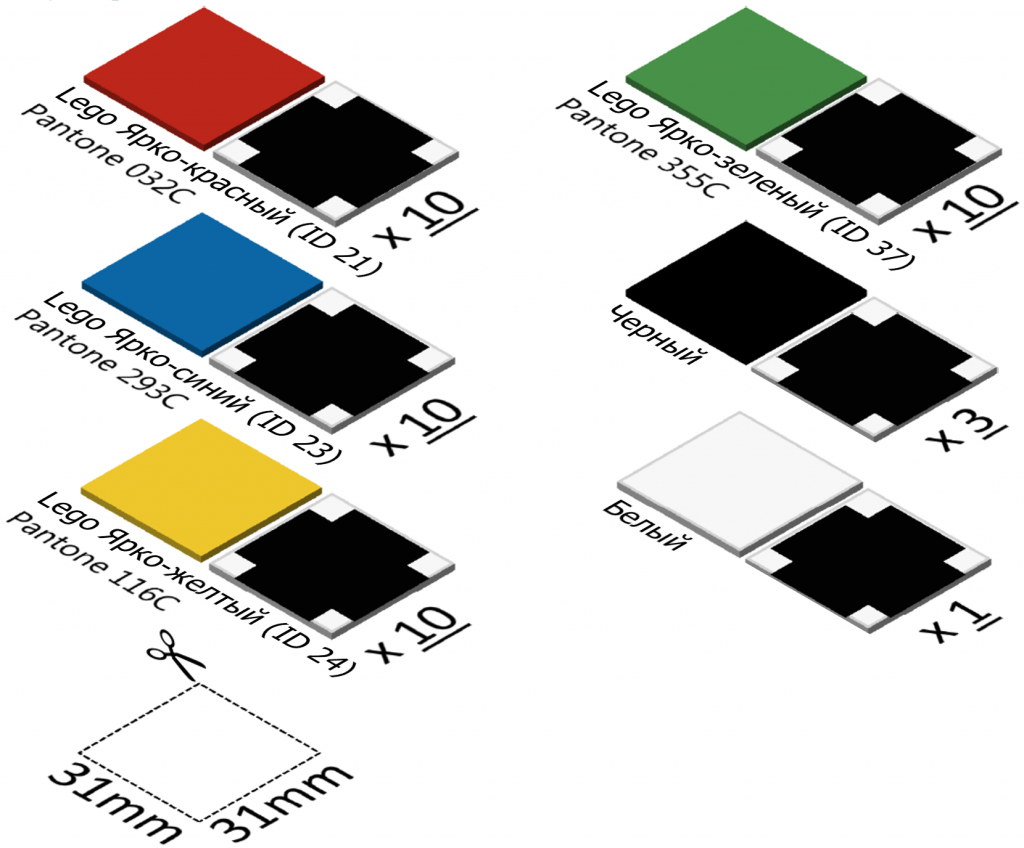 Lego Ярко-красный (ID 21)
Pantone 032C
x 10
Lego Ярко-зеленый (ID 37)
Pantone 355C
x 10
Lego Ярко-синий (ID 23)
Pantone 293C
x 10
Черный
x 3
Lego Ярко-желтый (ID 24)
Pantone 116C
x 10
Белый
x 1
31mm
31mm